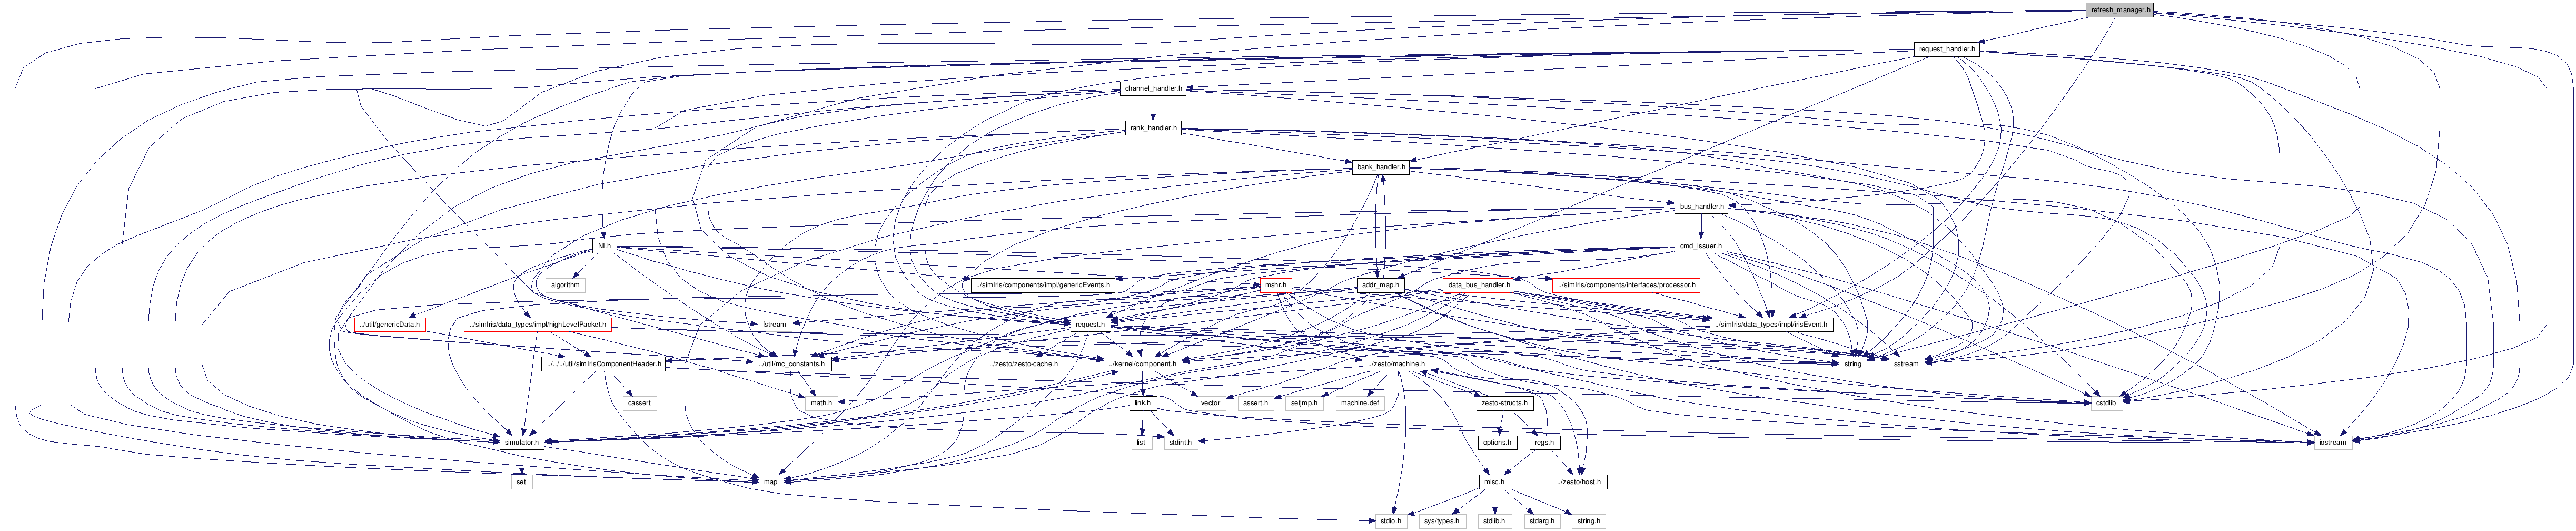 refresh_manager.h
request_handler.h
channel_handler.h
rank_handler.h
bank_handler.h
bus_handler.h
NI.h
cmd_issuer.h
algorithm
../simIris/components/impl/genericEvents.h
mshr.h
addr_map.h
data_bus_handler.h
../simIris/components/interfaces/processor.h
../util/genericData.h
../simIris/data_types/impl/highLevelPacket.h
fstream
request.h
../simIris/data_types/impl/irisEvent.h
../../../util/simIrisComponentHeader.h
../util/mc_constants.h
../zesto/zesto-cache.h
../kernel/component.h
../zesto/machine.h
string
sstream
cassert
math.h
link.h
vector
assert.h
setjmp.h
machine.def
zesto-structs.h
cstdlib
simulator.h
list
stdint.h
options.h
regs.h
iostream
set
map
misc.h
../zesto/host.h
stdio.h
sys/types.h
stdlib.h
stdarg.h
string.h